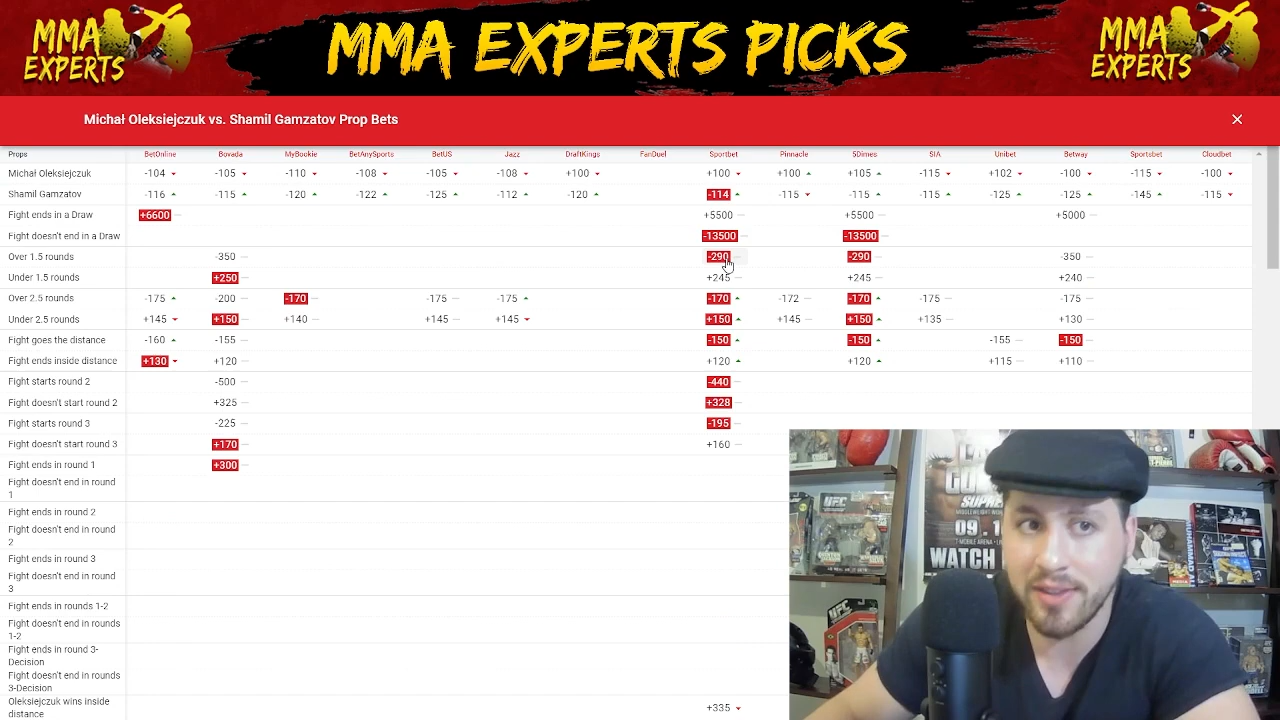 MMA EXPERTS
MMA EXPERTS PICKS
MMA EXPERTS
Michał Oleksiejczuk vs. Shamil Gamzatov Prop Bets
Props BetOnline Bovada MyBookie BetAnySports BetUS Jazz DraftKings FanDuel Sportbet Pinnacle 5Dimes SIA Unibet Betway Sportsbet Cloudbet
Michał Oleksiejczuk -104 -105 -110 -108 -105 -108 +100 +100 +100 +105 -115 +102 -100 -115 -100
Shamil Gamzatov -116 -115 -120 -122 -125 -112 -120 -114 -115 -115 -115 -125 -125 -145 -115
Fight ends in a Draw +6600 +5500 +5500 +5000
Fight doesn't end in a Draw -13500 -13500
Over 1.5 rounds -350 -290 -290 -350
Under 1.5 rounds +250 +245 +245 +240
Over 2.5 rounds -175 -200 -170 -175 -175 -170 -172 -170 -175 -175
Under 2.5 rounds +145 +150 +140 +145 +145 +150 +145 +150 +135 +130
Fight goes the distance -160 -155 -150 -150 -155 -150
Fight ends inside distance +130 +120 +120 +120 +115 +110
Fight starts round 2 -500 -440
Fight doesn't start round 2 +325 +328
Fight starts round 3 -225 -195
Fight doesn't start round 3 +170 +160
Fight ends in round 1 +300
Fight doesn't end in round
1
Fight ends in round 2
Fight doesn't end in round
2
Fight ends in round 3
Fight doesn't end in round
3
Fight ends in rounds 1-2
Fight doesn't end in rounds
1-2
Fight ends in round 3-
Decision
Fight doesn't end in rounds
3-Decision
Oleksiejczuk wins inside
distance +335
SUPRE
09 . 1
WATCH
UFC
UFC
MUHAMMAD